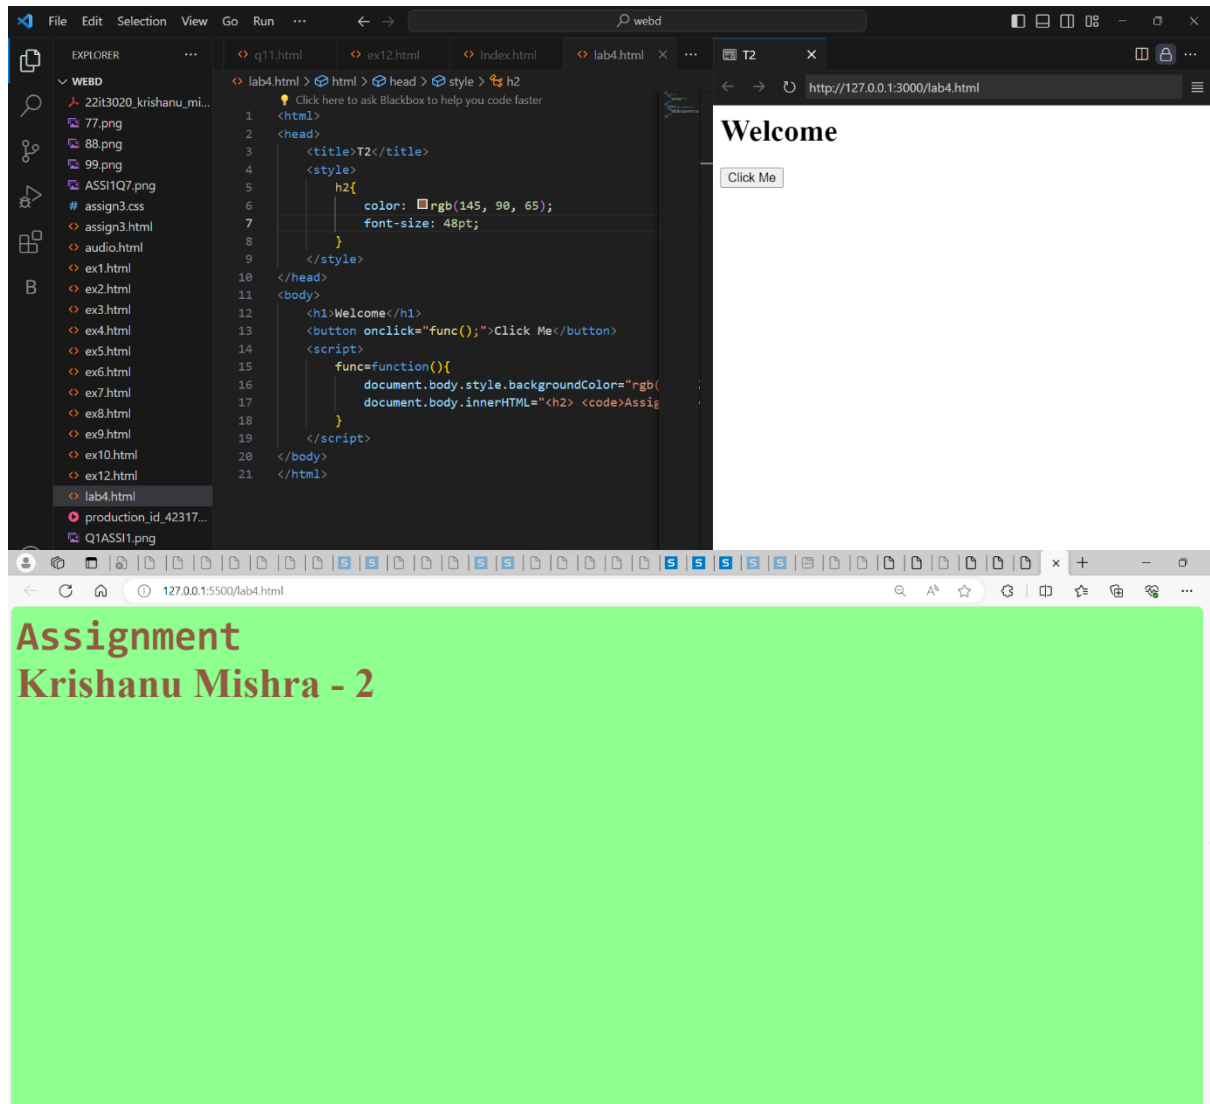 File Edit Selection View Go Run ··· webd
EXPLORER ···
WEBD
22it3020_krishanu_mi...
77.png
88.png
99.png
ASSI1Q7.png
# assign3.css
assign3.html
audio.html
ex1.html
ex2.html
ex3.html
ex4.html
ex5.html
ex6.html
ex7.html
ex8.html
ex9.html
ex10.html
ex12.html
lab4.html
production_id_42317...
Q1ASSI1.png
B
q11.html ex12.html Index.html lab4.html ···
lab4.html > html > head > style > h2
Click here to ask Blackbox to help you code faster
1 <html>
2 <head>
3 <title>T2</title>
4 <style>
5 h2{
6 color: rgb(145, 90, 65);
7 font-size: 48pt;
8 }
9 </style>
10 </head>
11 <body>
12 <h1>Welcome</h1>
13 <button onclick="func();">Click Me</button>
14 <script>
15 func=function(){
16 document.body.style.backgroundColor="rgb(
17 document.body.innerHTML="<h2> <code>Assig
18 }
19 </script>
20 </body>
21 </html>
T2
http://127.0.0.1:3000/lab4.html
Welcome
Click Me
127.0.0.1:5500/lab4.html
Assignment
Krishanu Mishra - 2